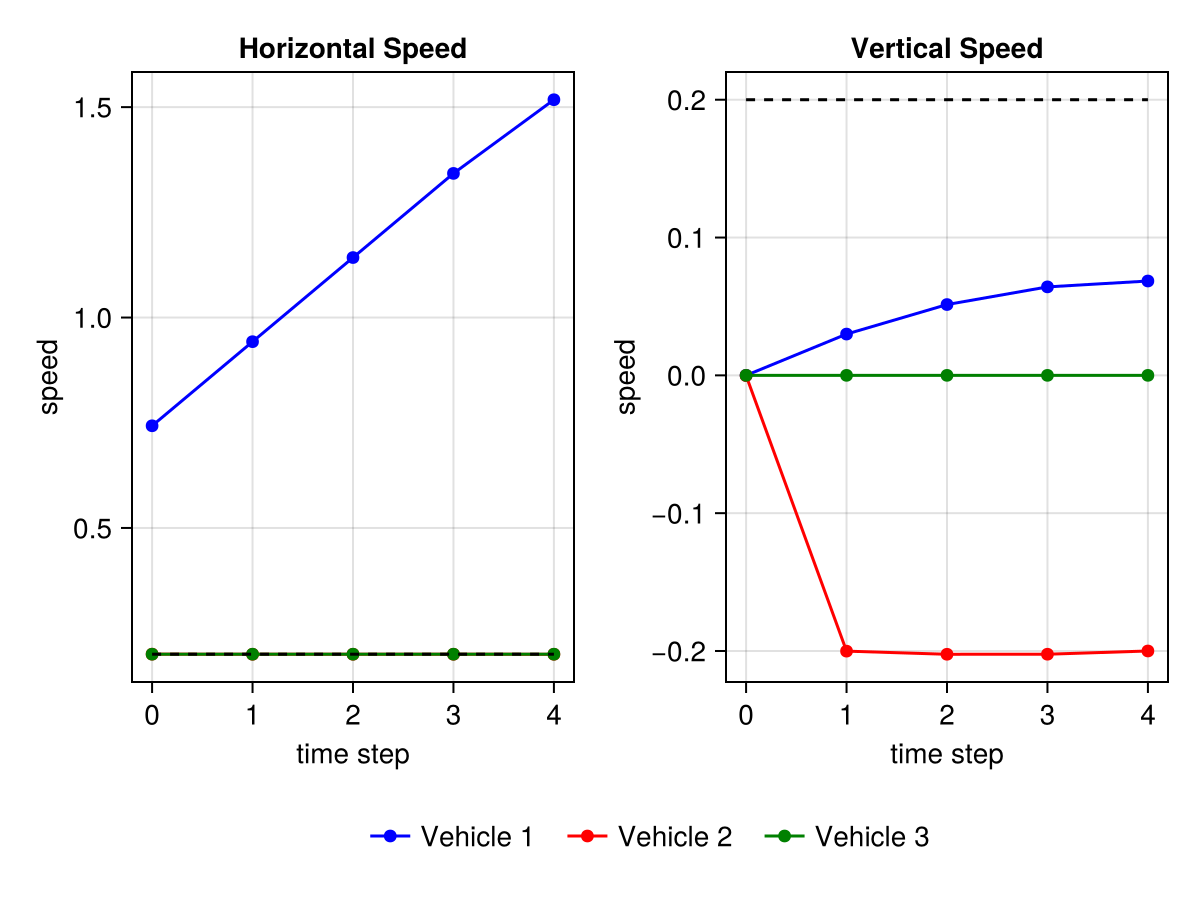 Horizontal Speed
1.5
1.0
0.5
speed
0 1 2 3 4
time step
Vertical Speed
0.2
0.1
0.0
−0.1
−0.2
speed
0 1 2 3 4
time step
Vehicle 1 Vehicle 2 Vehicle 3